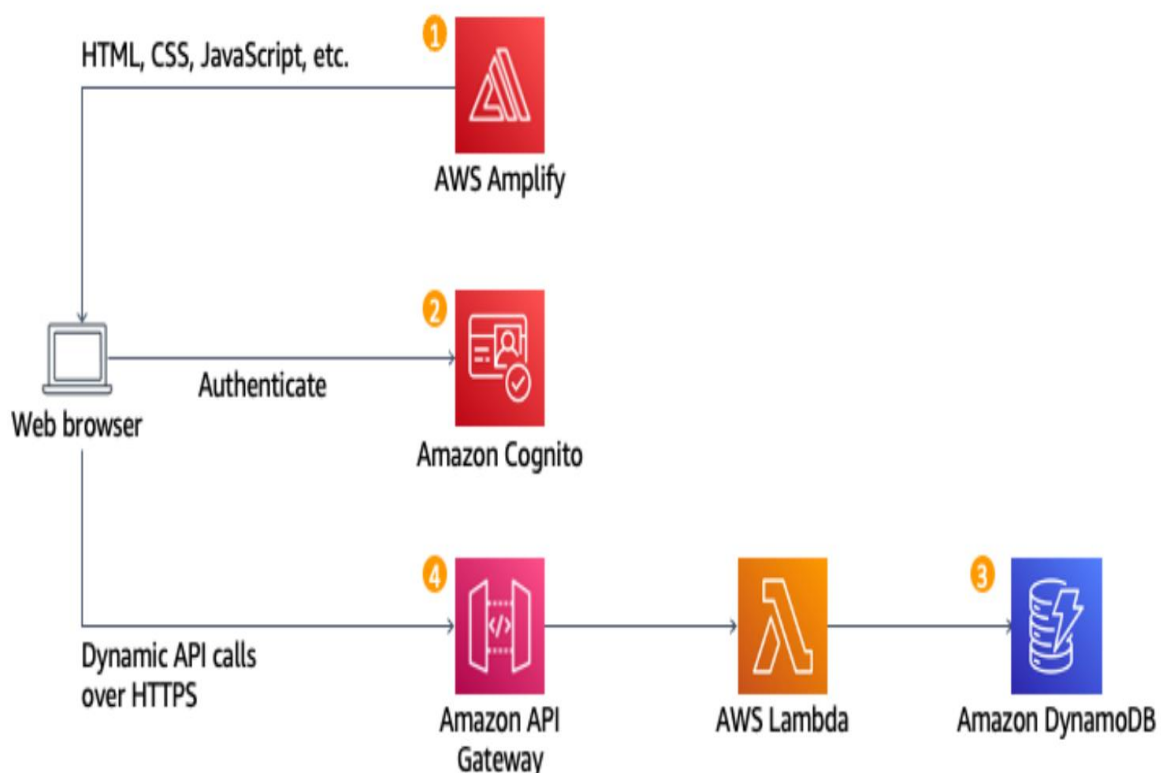 HTML, CSS, JavaScript, etc.
1
AWS Amplify
2
Web browser
Authenticate
Amazon Cognito
4
3
Dynamic API calls
over HTTPS
</>
Amazon API
Gateway
AWS Lambda
Amazon DynamoDB